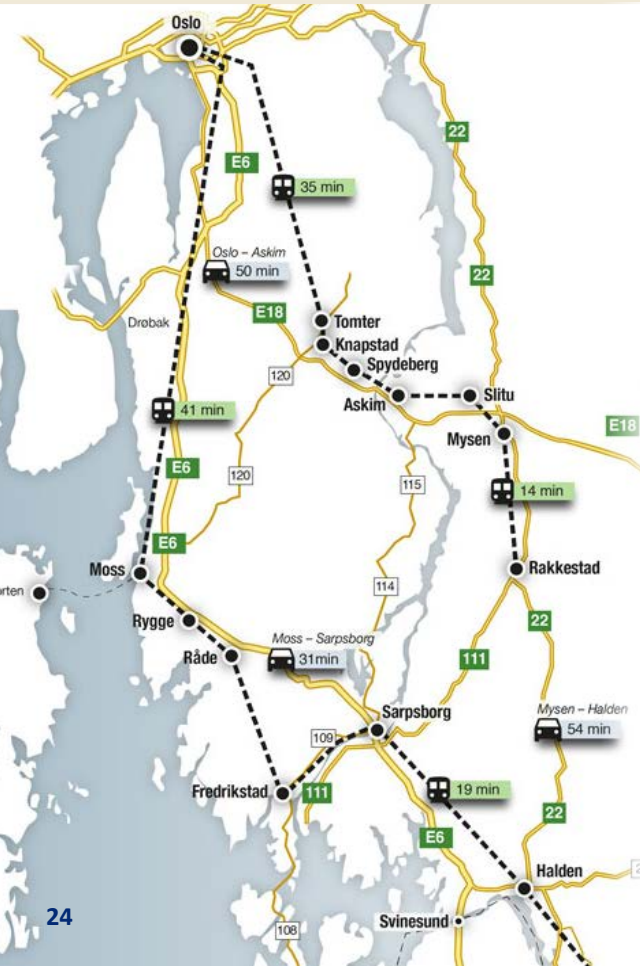 Oslo
22
E6
35 min
Oslo – Askim
50 min
22
E18
Tomter
Drøbak
Knapstad
Spydeberg
120
Askim
Slitu
41 min
E18
Mysen
E6
120
115
14 min
E6
Moss
Rakkestad
114
rten
Rygge
22
Moss – Sarpsborg
Råde
31min
111
Sarpsborg
Mysen – Halden
109
54 min
Fredrikstad
111
19 min
22
E6
Halden
24
Svinesund
108